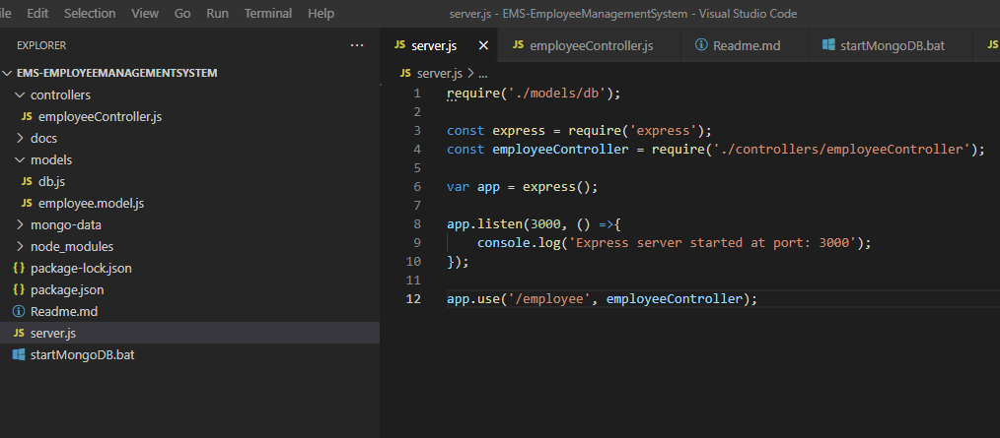 ile Edit Selection View Go Run Terminal Help server.js - EMS-EmployeeManagementSystem - Visual Studio Code
EXPLORER ...
EMS-EMPLOYEEMANAGEMENTSYSTEM
controllers
JS employeeController.js
docs
models
JS db.js
JS employee.model.js
mongo-data
node_modules
{} package-lock.json
{} package.json
Readme.md
JS server.js
startMongoDB.bat
JS server.js × JS employeeController.js Readme.md startMongoDB.bat JS
JS server.js > ...
1 require('./models/db');
2
3 const express = require('express');
4 const employeeController = require('./controllers/employeeController');
5
6 var app = express();
7
8 app.listen(3000, () =>{
9 console.log('Express server started at port: 3000');
10 });
11
12 app.use('/employee', employeeController);